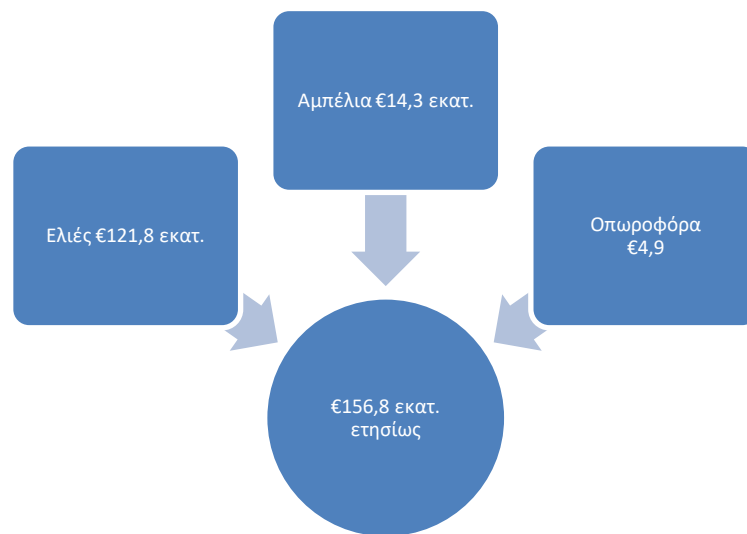 Αμπέλια €14,3 εκατ.
Ελιές €121,8 εκατ.
Οπωροφόρα
€4,9
€156,8 εκατ.
ετησίως